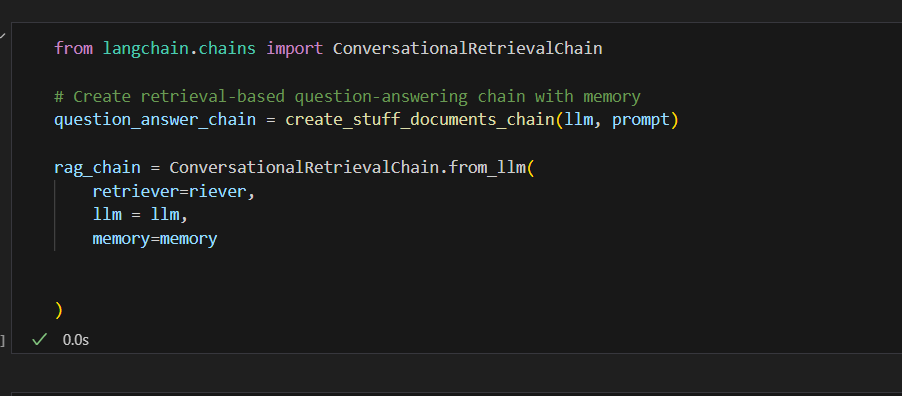 from langchain.chains import ConversationalRetrievalChain
# Create retrieval-based question-answering chain with memory
question_answer_chain = create_stuff_documents_chain(llm, prompt)
rag_chain = ConversationalRetrievalChain.from_llm(
retriever=riever,
llm = llm,
memory=memory
)
] ✓ 0.0s